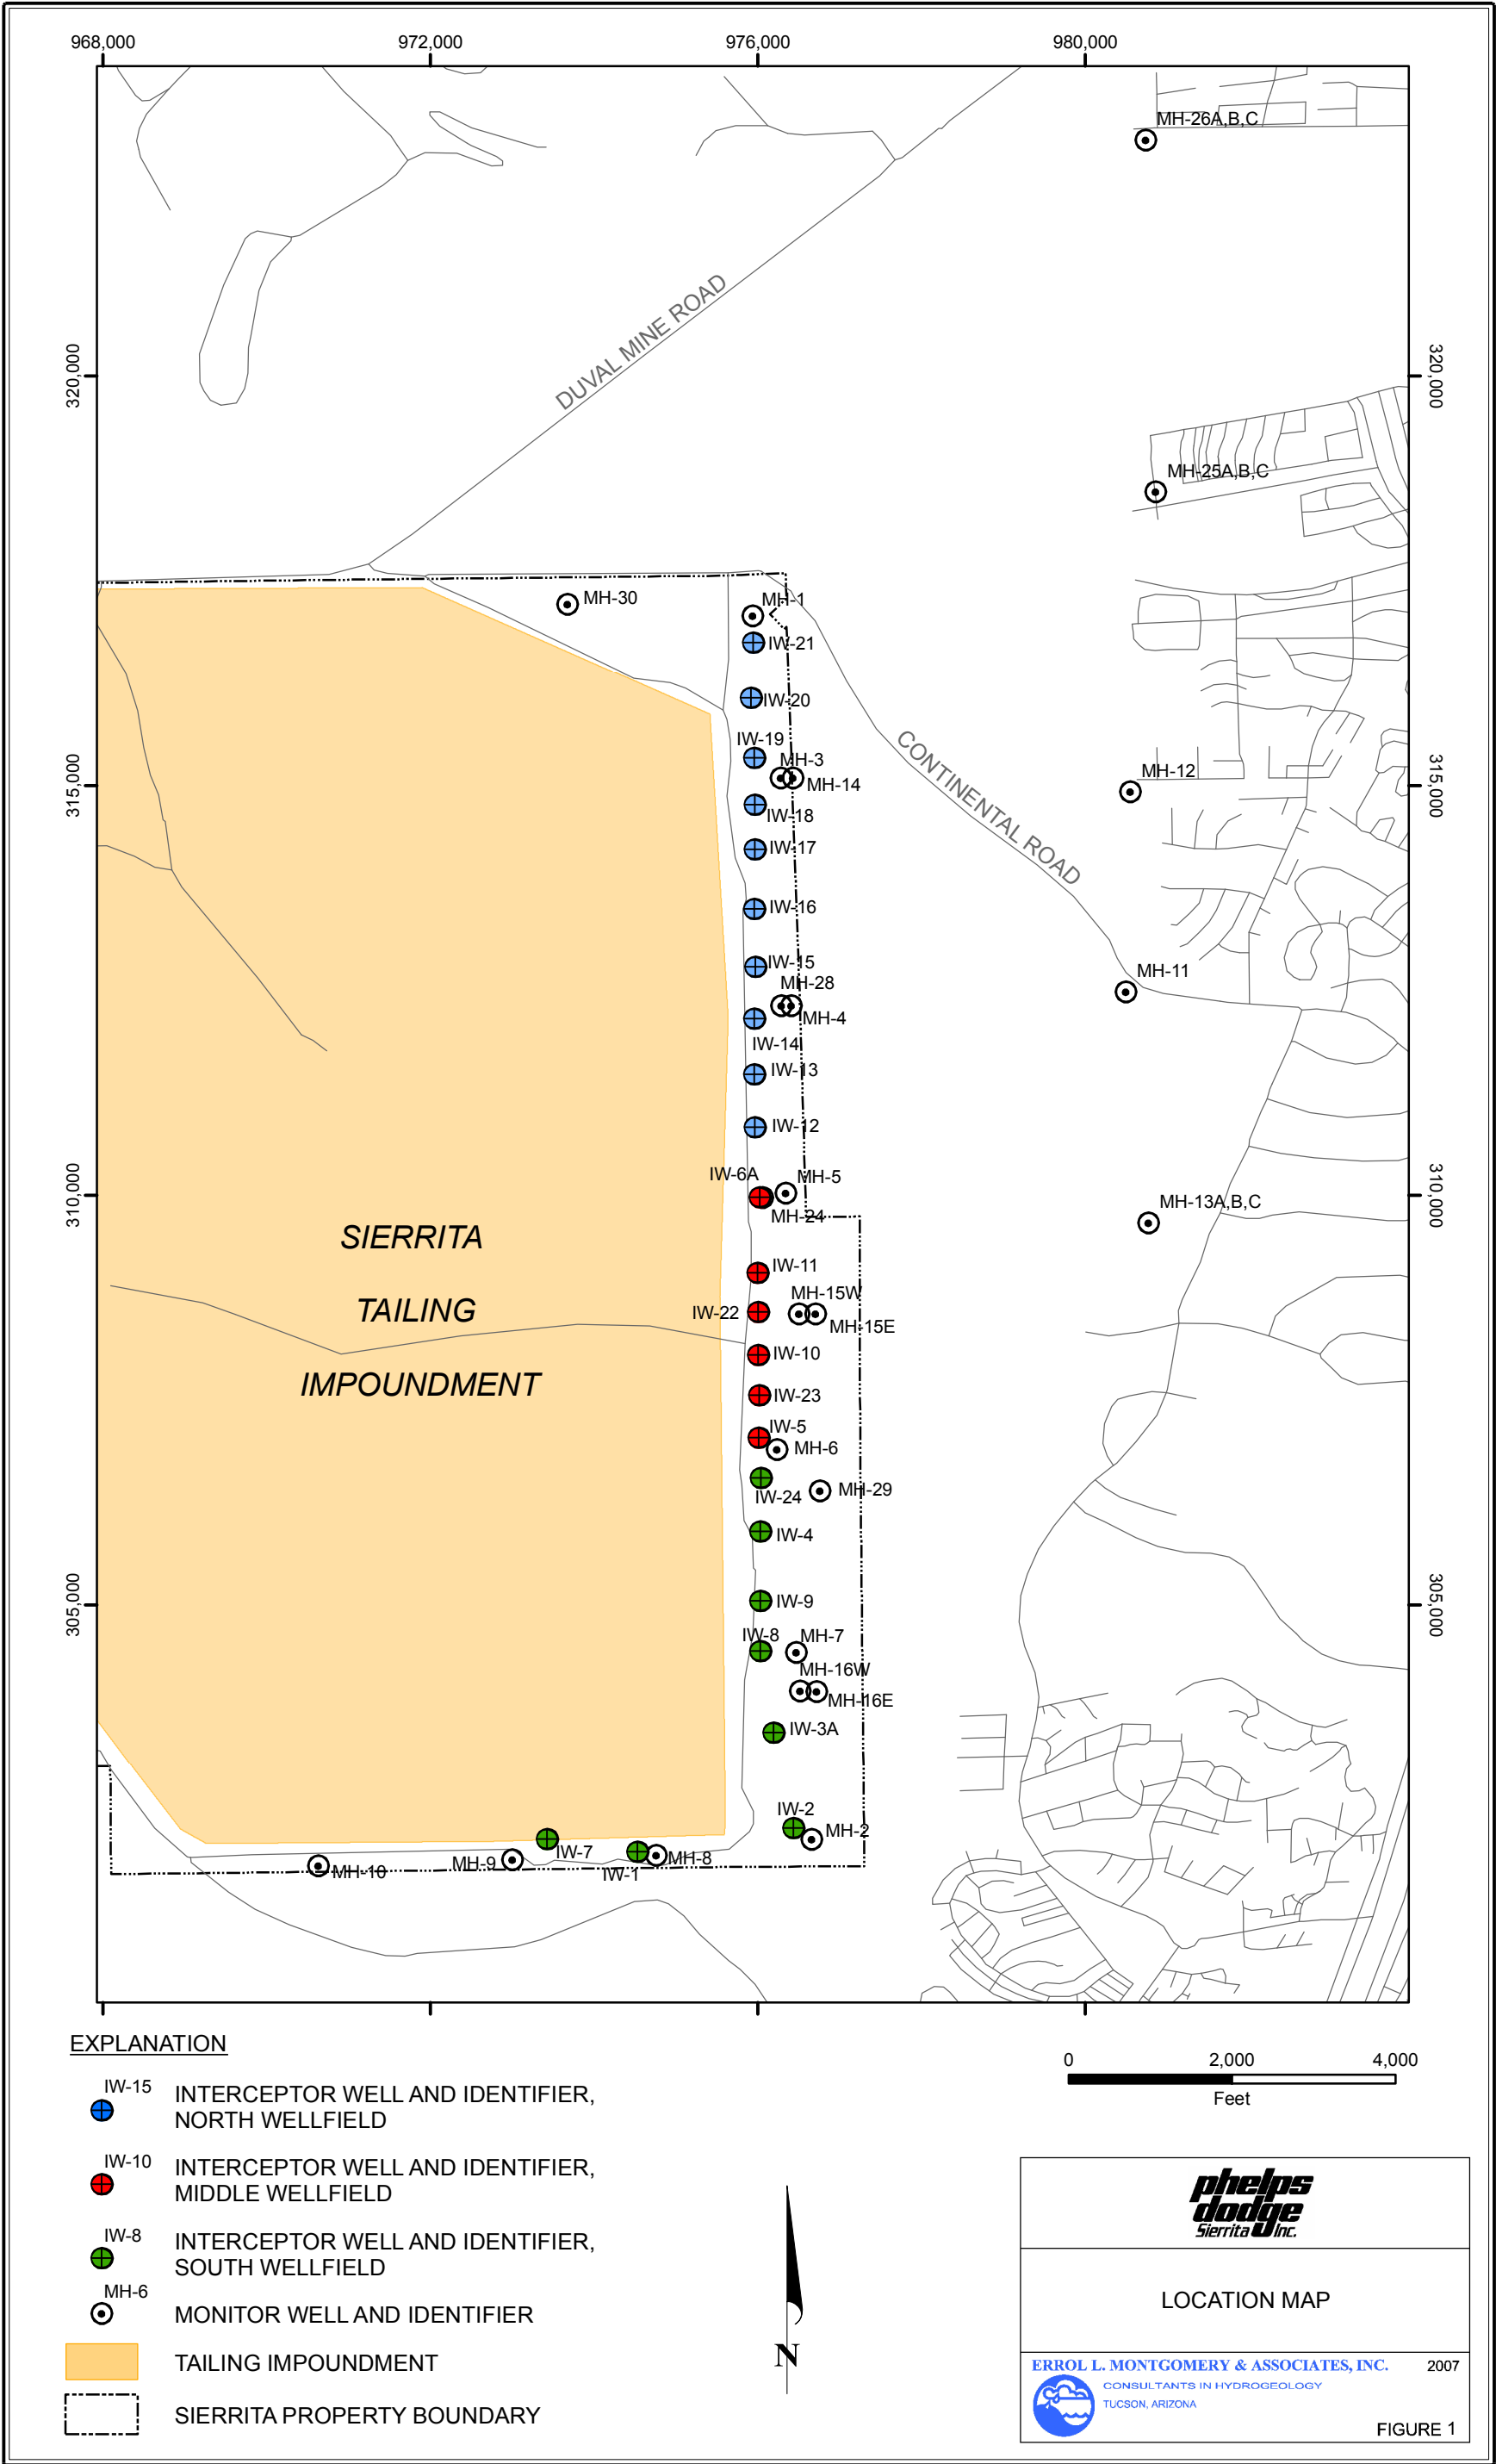 968,000
972,000
976,000
980,000
MH-26A,B,C
DUVAL MINE ROAD
320,000
320,000
MH-25A,B,C
MH-30
MH-1
IW-21
IW-20
IW-19
MH-3
MH-14
CONTINENTAL ROAD
MH-12
315,000
315,000
IW-18
IW-17
IW-16
IW-15
MH-28
MH-4
MH-11
IW-14
IW-13
IW-12
IW-6A
MH-5
MH-24
310,000
310,000
MH-13A,B,C
SIERRITA
TAILING
IMPOUNDMENT
IW-11
MH-15W
IW-22
MH-15E
IW-10
IW-23
IW-5
MH-6
IW-24
MH-29
IW-4
305,000
305,000
IW-9
IW-8
MH-7
MH-16W
MH-16E
IW-3A
IW-2
MH-2
IW-7
MH-8
MH-9
MH-10
IW-1
EXPLANATION
IW-15
INTERCEPTOR WELL AND IDENTIFIER,
NORTH WELLFIELD
IW-10
INTERCEPTOR WELL AND IDENTIFIER,
MIDDLE WELLFIELD
IW-8
INTERCEPTOR WELL AND IDENTIFIER,
SOUTH WELLFIELD
MH-6
MONITOR WELL AND IDENTIFIER
TAILING IMPOUNDMENT
SIERRITA PROPERTY BOUNDARY
N
0 2,000 4,000
Feet
phelps
dodge
Sierrita Inc.
LOCATION MAP
ERROL L. MONTGOMERY & ASSOCIATES, INC. 2007
CONSULTANTS IN HYDROGEOLOGY
TUCSON, ARIZONA
FIGURE 1